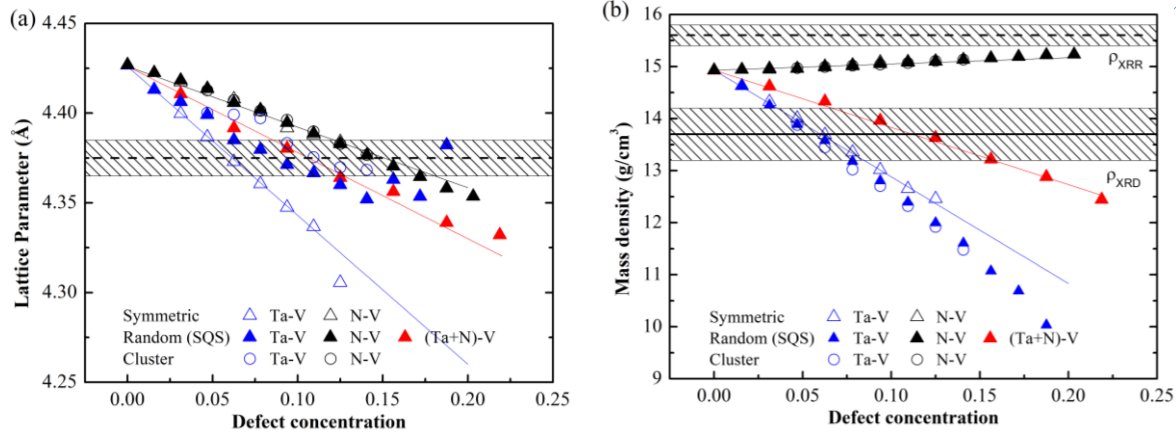 (a)
4.45
4.40
4.35
4.30
4.25
Lattice Parameter (Å)
Symmetric Ta-V N-V
Random (SQS) Ta-V N-V (Ta+N)-V
Cluster Ta-V N-V
0.00 0.05 0.10 0.15 0.20 0.25
Defect concentration
(b)
16
15
14
13
12
11
10
9
Mass density (g/cm³)
ρXRR
ρXRD
Symmetric Ta-V N-V
Random (SQS) Ta-V N-V (Ta+N)-V
Cluster Ta-V N-V
0.00 0.05 0.10 0.15 0.20 0.25
Defect concentration